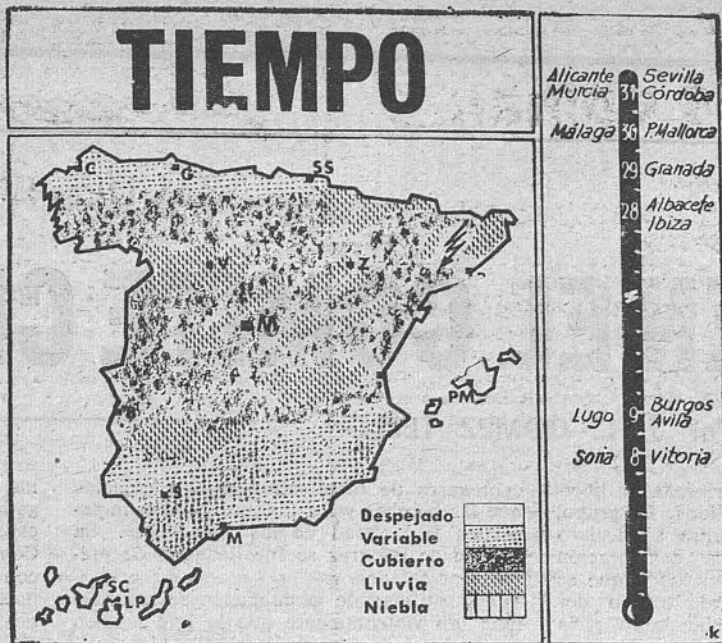 TIEMPO
C
G
SS
V
Z
M
PM
S
M
SC
LP
Despejado
Variable
Cubierto
Lluvia
Niebla
Alicante Sevilla
Murcia 31 Córdoba
Málaga 30 P.Mallorca
29 Granada
28 Albacete
Ibiza
Lugo 9 Burgos
Avila
Soria 8 Vitoria
k